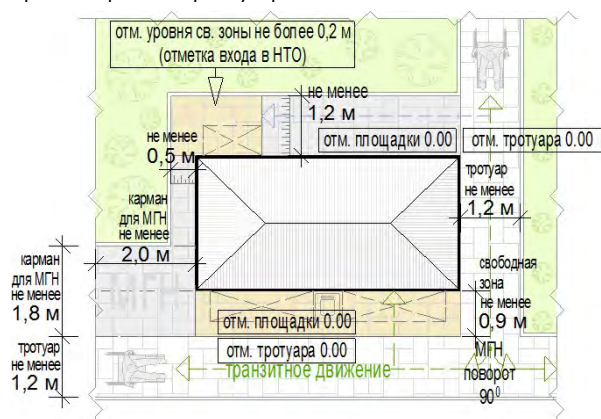 отм. уровня св. зоны не более 0,2 м
(отметка входа в НТО)
не менее
1,2 м
отм. площадки 0.00
отм. тротуара 0.00
не менее
0,5 м
тротуар
не менее
1,2 м
карман
для МГН
не менее
2,0 м
карман
для МГН
не менее
1,8 м
МГН
свободная
зона
не менее
0,9 м
отм. площадки 0.00
отм. тротуара 0.00
тротуар
не менее
1,2 м
транзитное движение
МГН
поворот
90⁰